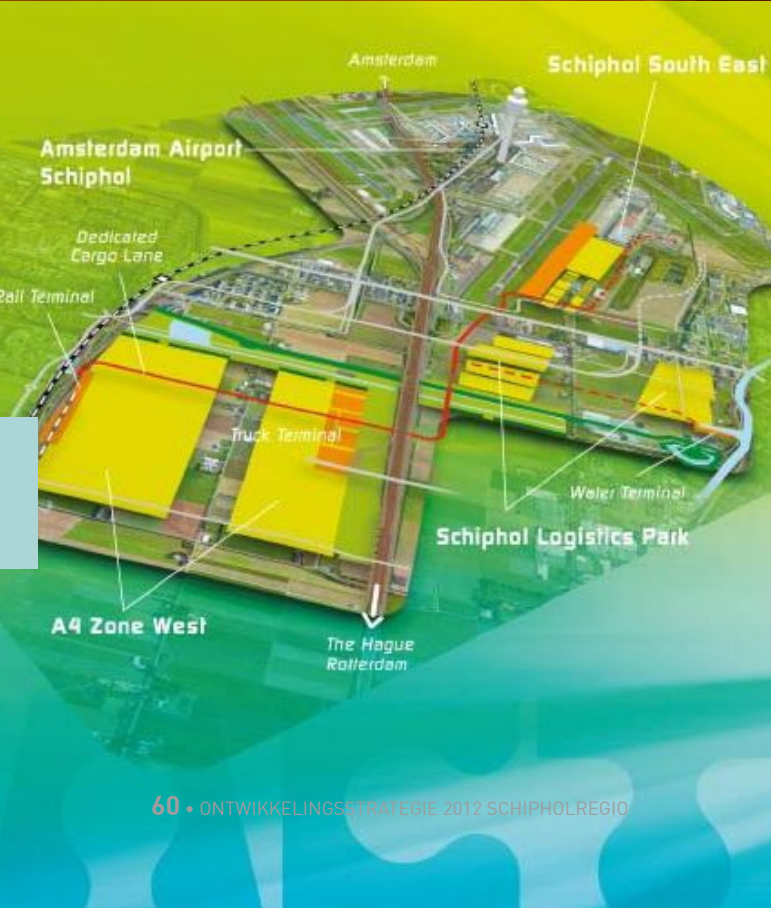 Amsterdam
Schiphol South East
Amsterdam Airport
Schiphol
Dedicated
Cargo Lane
Rail Terminal
Truck Terminal
Water Terminal
Schiphol Logistics Park
A4 Zone West
The Hague
Rotterdam
60 • ONTWIKKELINGSSTRATEGIE 2012 SCHIPHOLREGIO